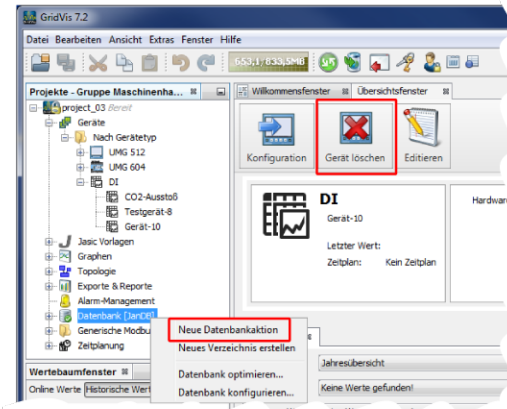 GridVis 7.2
Datei Bearbeiten Ansicht Extras Fenster Hilfe
653,1/833,5MB
Projekte - Gruppe Maschinenha...
Willkommensfenster
Übersichtsfenster
project_03 Bereit
Geräte
Nach Gerätetyp
UMG 512
UMG 604
DI
CO2-Ausstoß
Testgerät-8
Gerät-10
Jasic Vorlagen
Graphen
Topologie
Exporte & Reporte
Alarm-Management
Datenbank [JanDB]
Generische Modbu
Zeitplanung
Konfiguration
Gerät löschen
Editieren
DI
Gerät-10
Letzter Wert:
Zeitplan: Kein Zeitplan
Hardwar
Neue Datenbankaktion
Neues Verzeichnis erstellen
Datenbank optimieren...
Datenbank konfigurieren...
Wertebaumfenster
Online Werte Historische Wert
Jahresübersicht
Keine Werte gefunden!